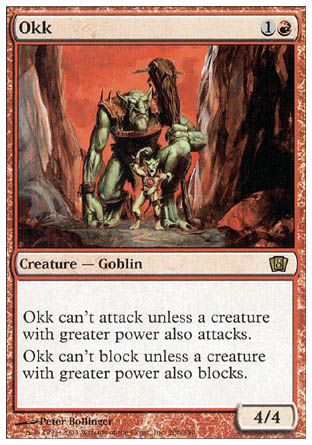 Okk 1
Creature — Goblin
Okk can't attack unless a creature
with greater power also attacks.
Okk can't block unless a creature
with greater power also blocks.
Peter Bollinger
4/4